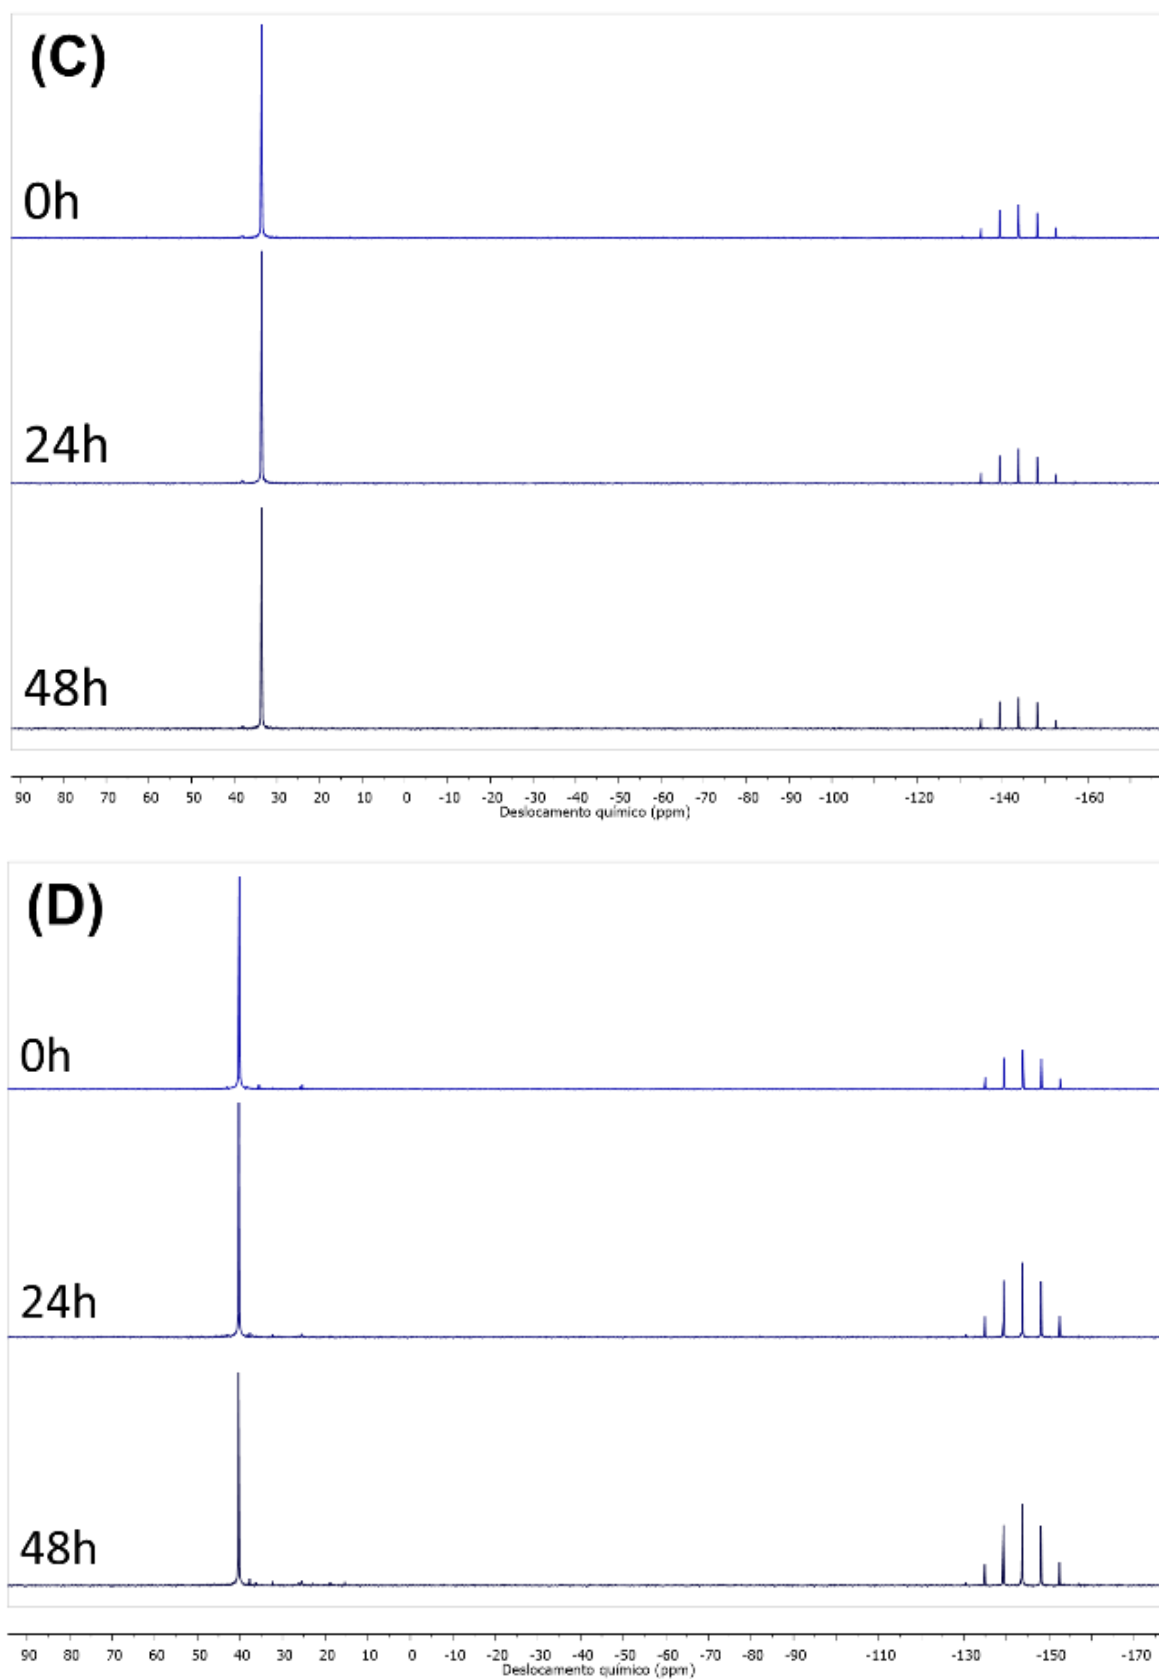 (C)
0h
24h
48h
90 80 70 60 50 40 30 20 10 0 -10 -20 -30 -40 -50 -60 -70 -80 -90 -100 -120 -140 -160
Deslocamento químico (ppm)
(D)
0h
24h
48h
90 80 70 60 50 40 30 20 10 0 -10 -20 -30 -40 -50 -60 -70 -80 -90 -110 -130 -150 -170
Deslocamento químico (ppm)